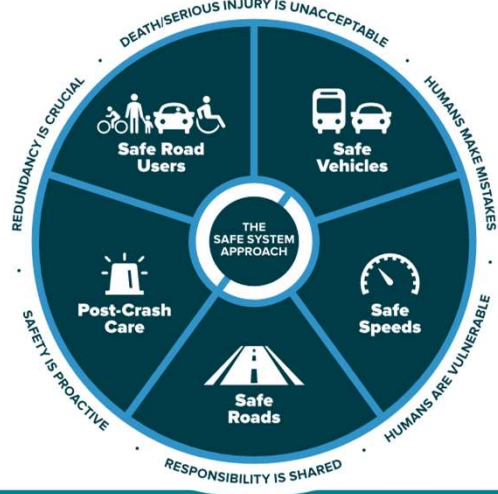 DEATH/SERIOUS INJURY IS UNACCEPTABLE
HUMANS MAKE MISTAKES
HUMANS ARE VULNERABLE
RESPONSIBILITY IS SHARED
SAFETY IS PROACTIVE
REDUNDANCY IS CRUCIAL
Safe Road
Users
Safe
Vehicles
THE
SAFE SYSTEM
APPROACH
Post-Crash
Care
Safe
Speeds
Safe
Roads